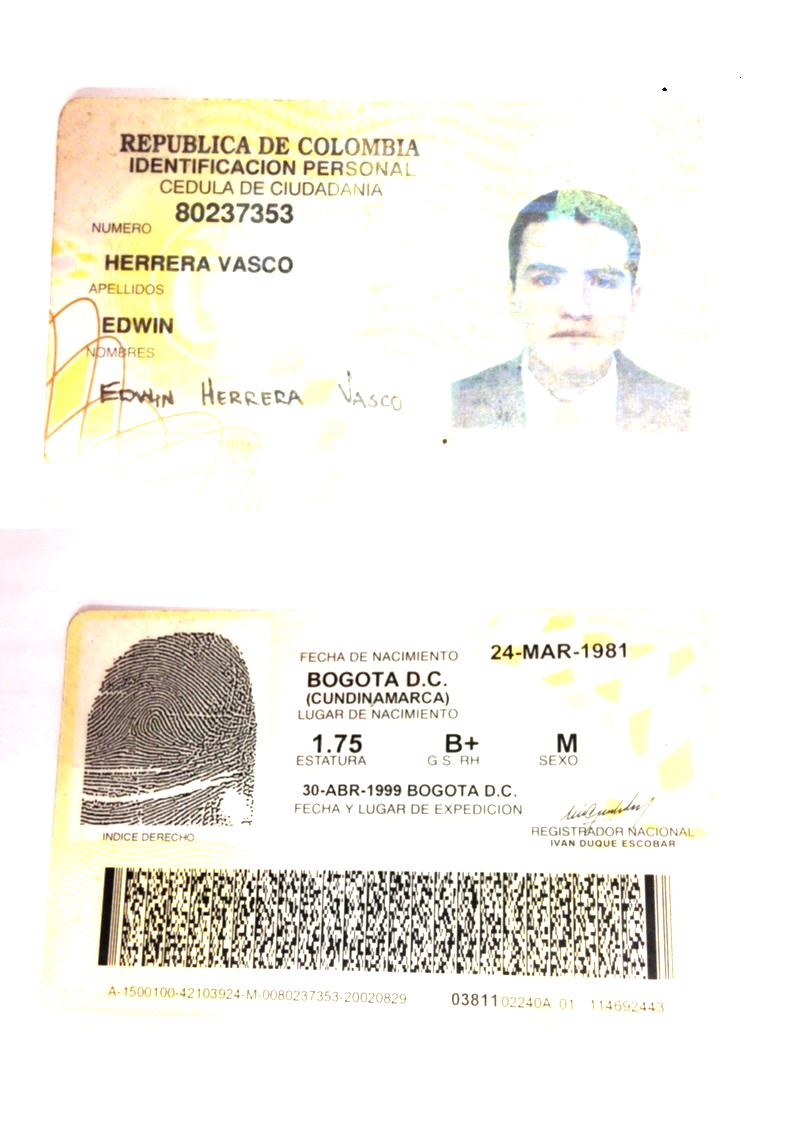 REPUBLICA DE COLOMBIA
IDENTIFICACION PERSONAL
CEDULA DE CIUDADANIA
80237353
NUMERO
HERRERA VASCO
APELLIDOS
EDWIN
NOMBRES
EDWIN HERRERA VASCO
FECHA DE NACIMIENTO 24-MAR-1981
BOGOTA D.C.
(CUNDINAMARCA)
LUGAR DE NACIMIENTO
1.75 B+ M
ESTATURA G.S. RH SEXO
30-ABR-1999 BOGOTA D.C.
FECHA Y LUGAR DE EXPEDICION
INDICE DERECHO
REGISTRADOR NACIONAL
IVAN DUQUE ESCOBAR
A-1500100-42103924-M-0080237353-20020829 0381102240A 01 114692443